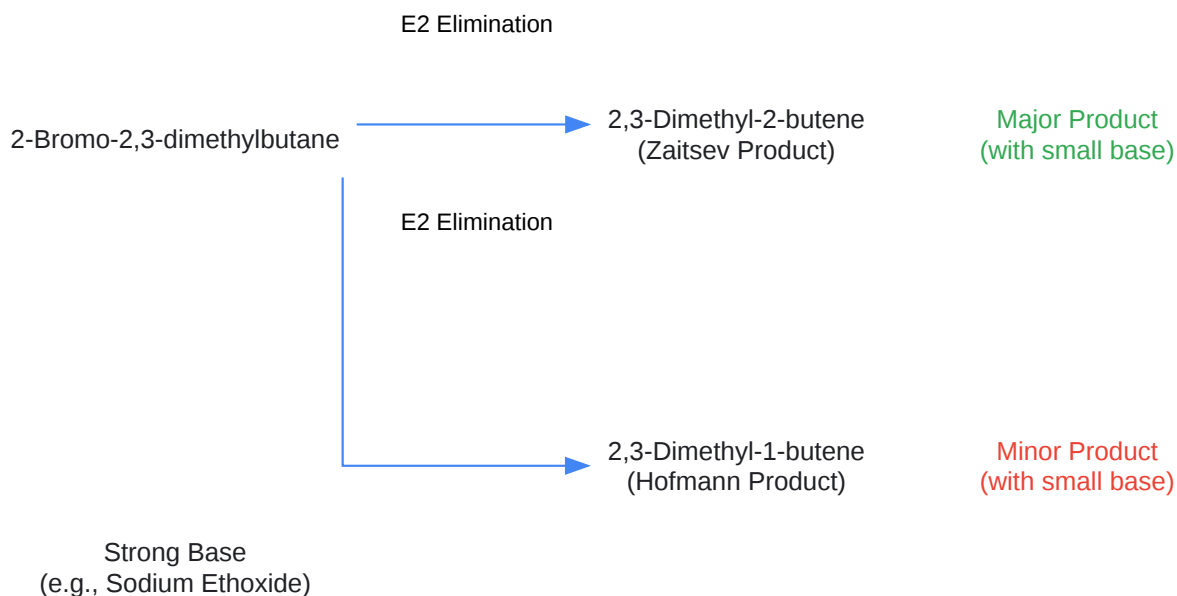 E2 Elimination
2-Bromo-2,3-dimethylbutane
2,3-Dimethyl-2-butene
(Zaitsev Product)
Major Product
(with small base)
E2 Elimination
2,3-Dimethyl-1-butene
(Hofmann Product)
Minor Product
(with small base)
Strong Base
(e.g., Sodium Ethoxide)